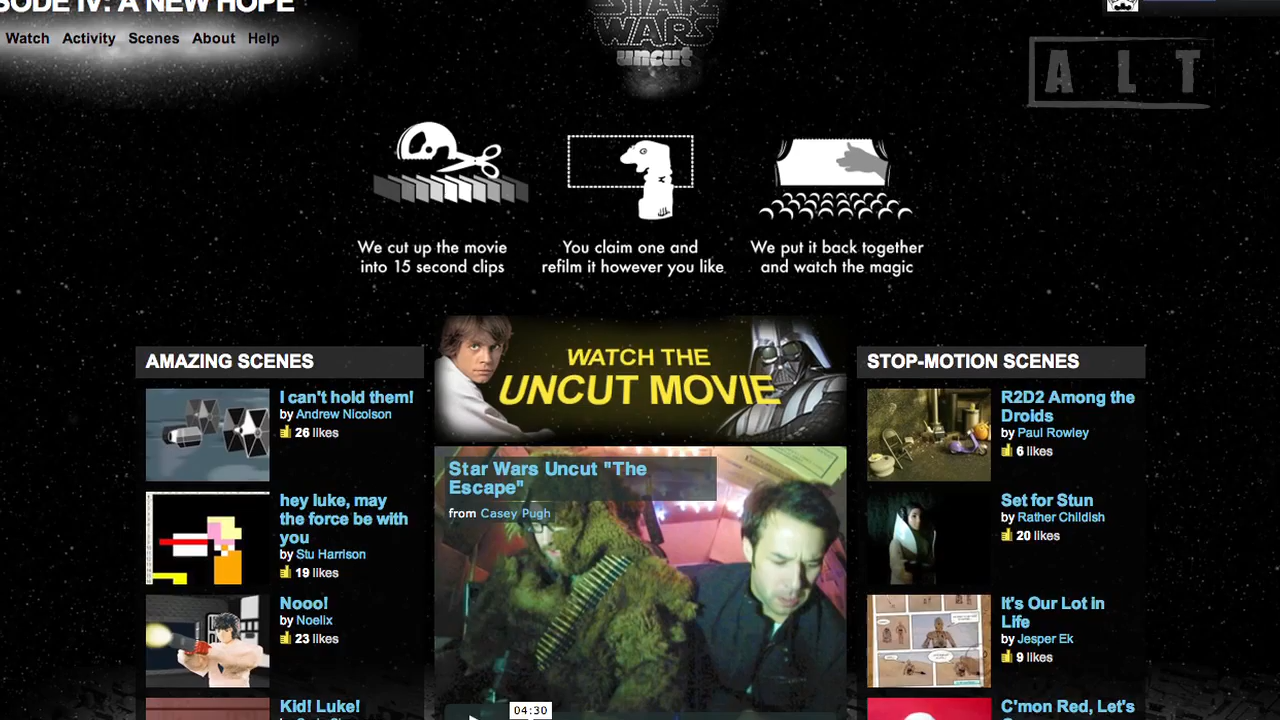 SODE IV: A NEW HOPE
Watch Activity Scenes About Help
STAR
WARS
uncut
ALT
We cut up the movie
into 15 second clips
You claim one and
refilm it however you like
We put it back together
and watch the magic
WATCH THE
UNCUT MOVIE
AMAZING SCENES
I can't hold them!
by Andrew Nicolson
26 likes
hey luke, may
the force be with
you
by Stu Harrison
19 likes
Nooo!
by Noelix
23 likes
Kid! Luke!
Star Wars Uncut "The
Escape"
from Casey Pugh
04:30
STOP-MOTION SCENES
R2D2 Among the
Droids
by Paul Rowley
6 likes
Set for Stun
by Rather Childish
20 likes
It's Our Lot in
Life
by Jesper Ek
9 likes
C'mon Red, Let's